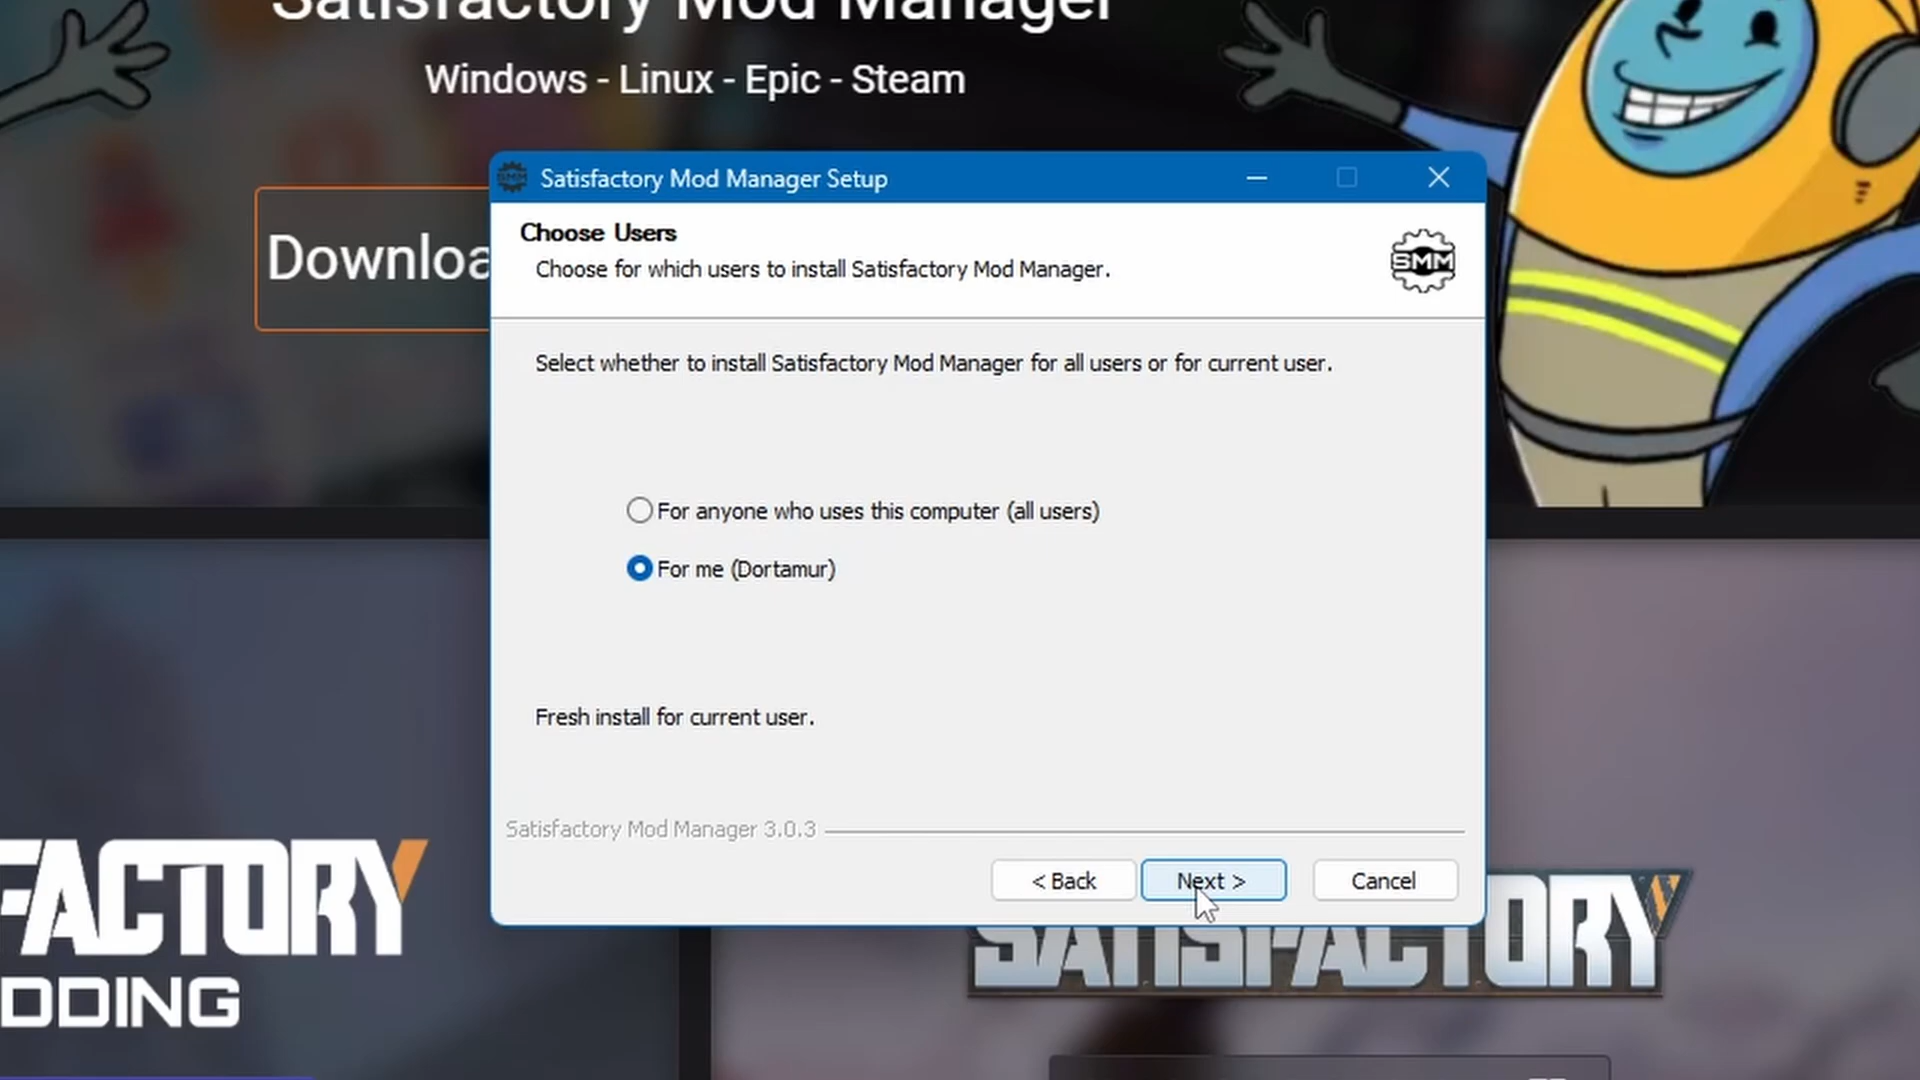 Satisfactory Mod Manager
Windows - Linux - Epic - Steam
Satisfactory Mod Manager Setup
Choose Users
Choose for which users to install Satisfactory Mod Manager.
SMM
Downloa
Select whether to install Satisfactory Mod Manager for all users or for current user.
For anyone who uses this computer (all users)
For me (Dortamur)
Fresh install for current user.
Satisfactory Mod Manager 3.0.3
< Back
Next >
Cancel
FACTORY
DDING
SATISFACTORY